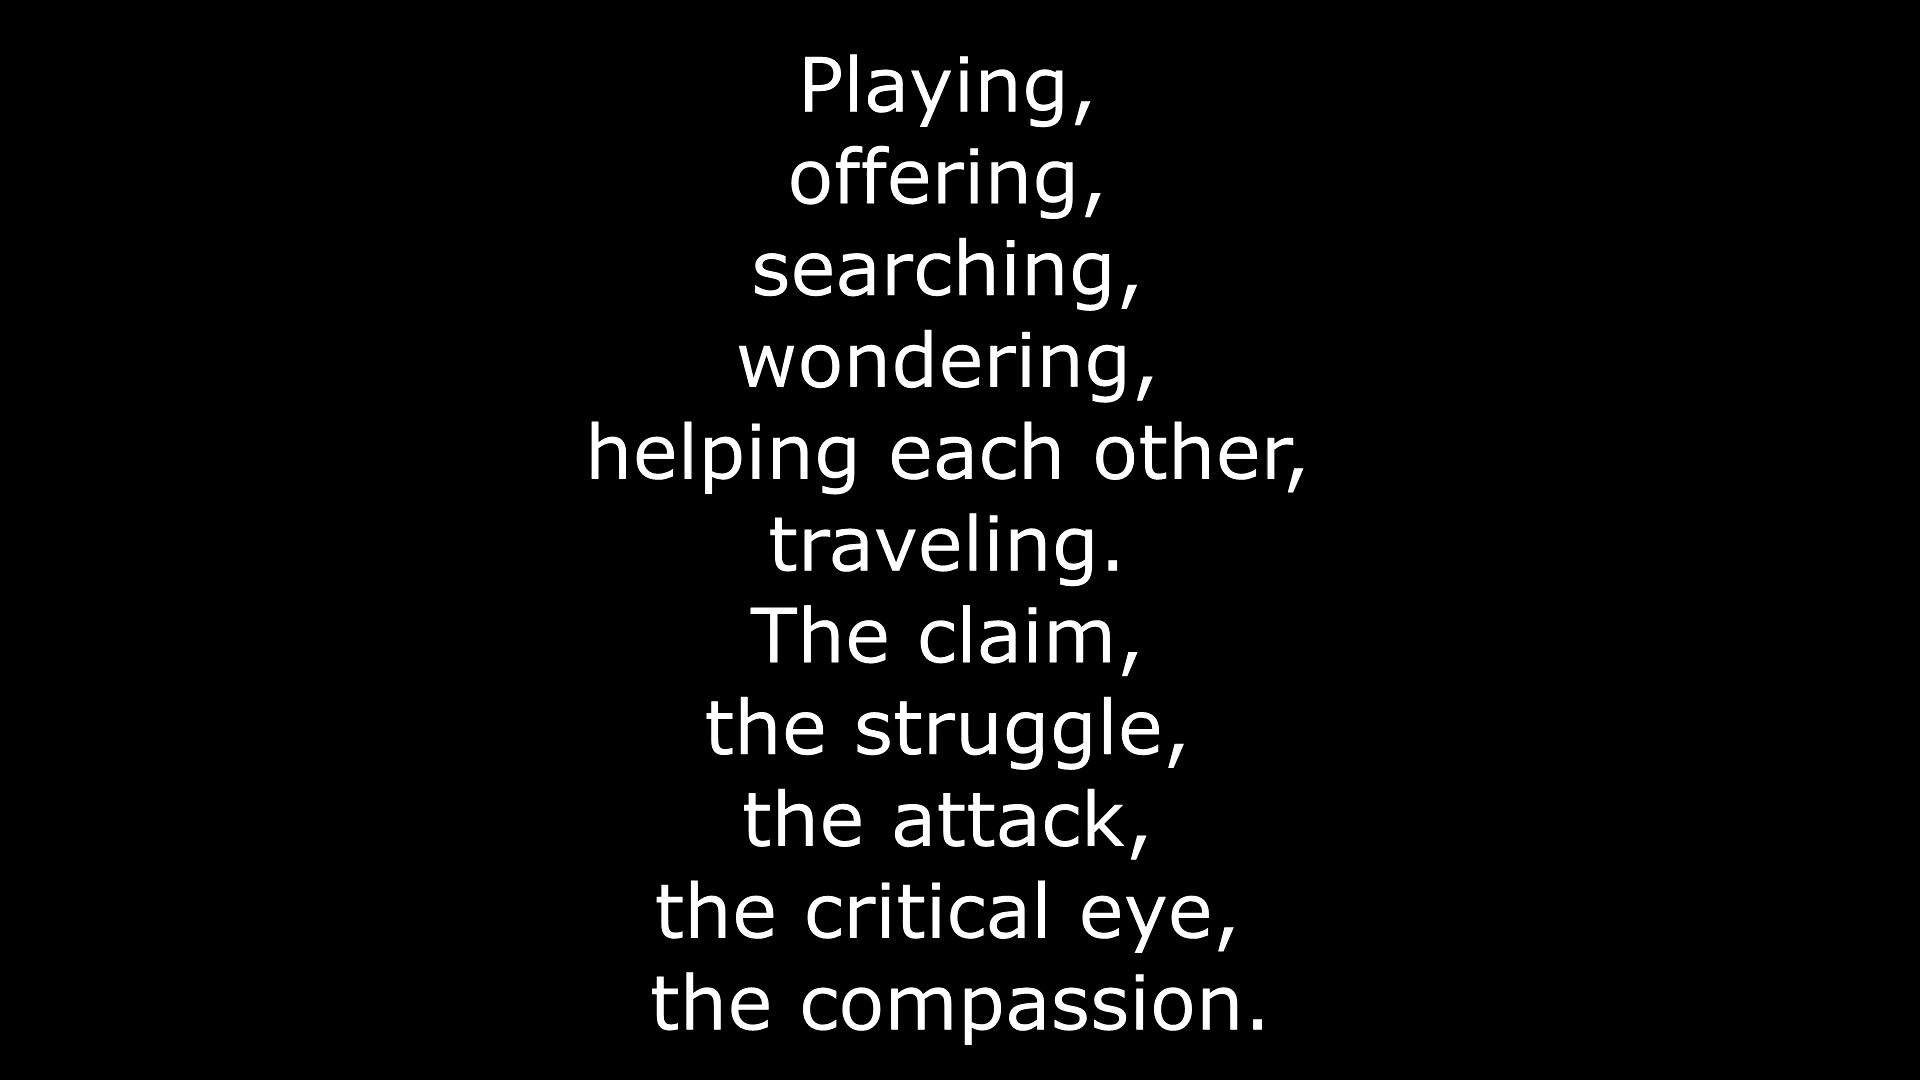 Playing,
offering,
searching,
wondering,
helping each other,
traveling.
The claim,
the struggle,
the attack,
the critical eye,
the compassion.